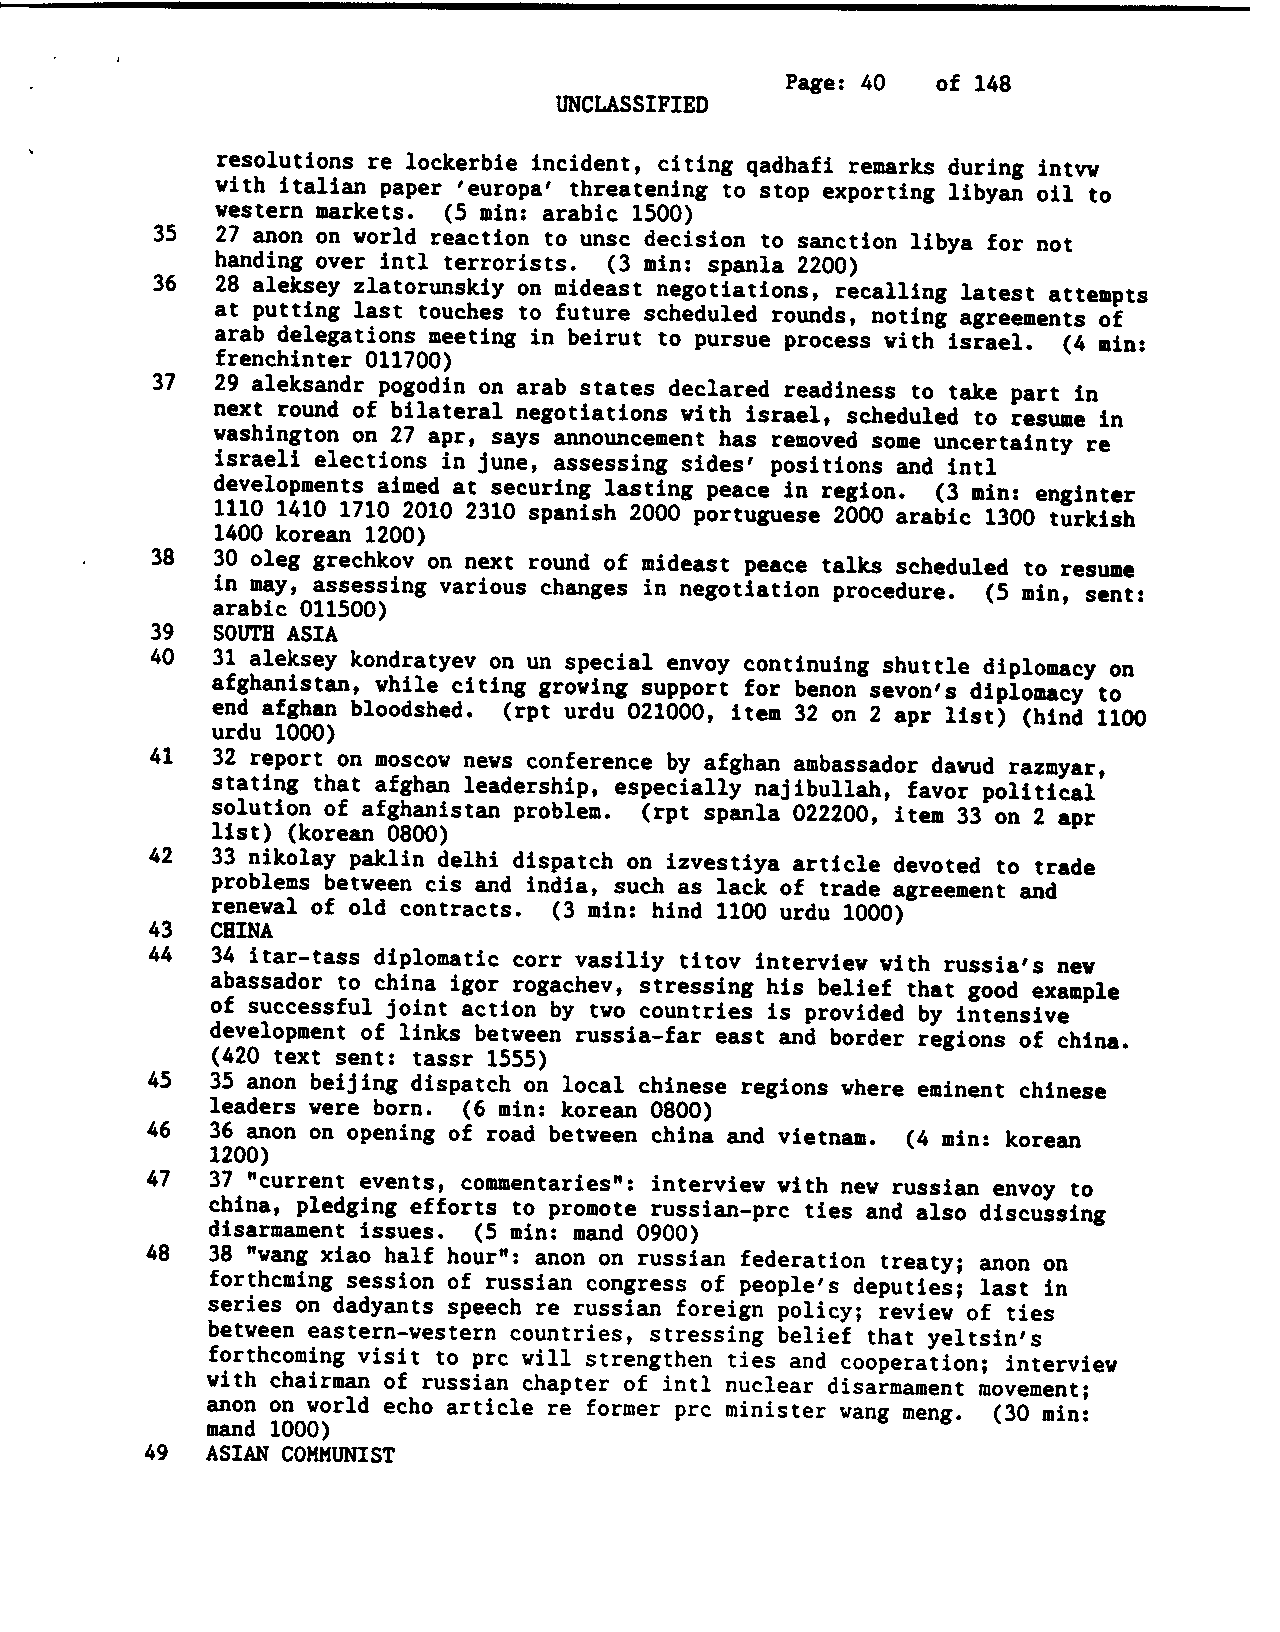 Page: 40 of 148
UNCLASSIFIED
resolutions re lockerbie incident, citing qadhafi remarks during intvw
with italian paper 'europa' threatening to stop exporting libyan oil to
western markets. (5 min: arabic 1500)
35 27 anon on world reaction to unsc decision to sanction libya for not
handing over intl terrorists. (3 min: spanla 2200)
36 28 aleksey zlatorunskiy on mideast negotiations, recalling latest attempts
at putting last touches to future scheduled rounds, noting agreements of
arab delegations meeting in beirut to pursue process with israel. (4 min:
frenchinter 011700)
37 29 aleksandr pogodin on arab states declared readiness to take part in
next round of bilateral negotiations with israel, scheduled to resume in
washington on 27 apr, says announcement has removed some uncertainty re
israeli elections in june, assessing sides' positions and intl
developments aimed at securing lasting peace in region. (3 min: enginter
1110 1410 1710 2010 2310 spanish 2000 portuguese 2000 arabic 1300 turkish
1400 korean 1200)
38 30 oleg grechkov on next round of mideast peace talks scheduled to resume
in may, assessing various changes in negotiation procedure. (5 min, sent:
arabic 011500)
39 SOUTH ASIA
40 31 aleksey kondratyev on un special envoy continuing shuttle diplomacy on
afghanistan, while citing growing support for benon sevon's diplomacy to
end afghan bloodshed. (rpt urdu 021000, item 32 on 2 apr list) (hind 1100
urdu 1000)
41 32 report on moscow news conference by afghan ambassador dawud razmyar,
stating that afghan leadership, especially najibullah, favor political
solution of afghanistan problem. (rpt spanla 022200, item 33 on 2 apr
list) (korean 0800)
42 33 nikolay paklin delhi dispatch on izvestiya article devoted to trade
problems between cis and india, such as lack of trade agreement and
renewal of old contracts. (3 min: hind 1100 urdu 1000)
43 CHINA
44 34 itar-tass diplomatic corr vasiliy titov interview with russia's new
abassador to china igor rogachev, stressing his belief that good example
of successful joint action by two countries is provided by intensive
development of links between russia-far east and border regions of china.
(420 text sent: tassr 1555)
45 35 anon beijing dispatch on local chinese regions where eminent chinese
leaders were born. (6 min: korean 0800)
46 36 anon on opening of road between china and vietnam. (4 min: korean
1200)
47 37 "current events, commentaries": interview with new russian envoy to
china, pledging efforts to promote russian-prc ties and also discussing
disarmament issues. (5 min: mand 0900)
48 38 "wang xiao half hour": anon on russian federation treaty; anon on
forthcming session of russian congress of people's deputies; last in
series on dadyants speech re russian foreign policy; review of ties
between eastern-western countries, stressing belief that yeltsin's
forthcoming visit to prc will strengthen ties and cooperation; interview
with chairman of russian chapter of intl nuclear disarmament movement;
anon on world echo article re former prc minister wang meng. (30 min:
mand 1000)
49 ASIAN COMMUNIST